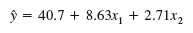 ŷ = 40.7 + 8.63x₁ + 2.71x₂